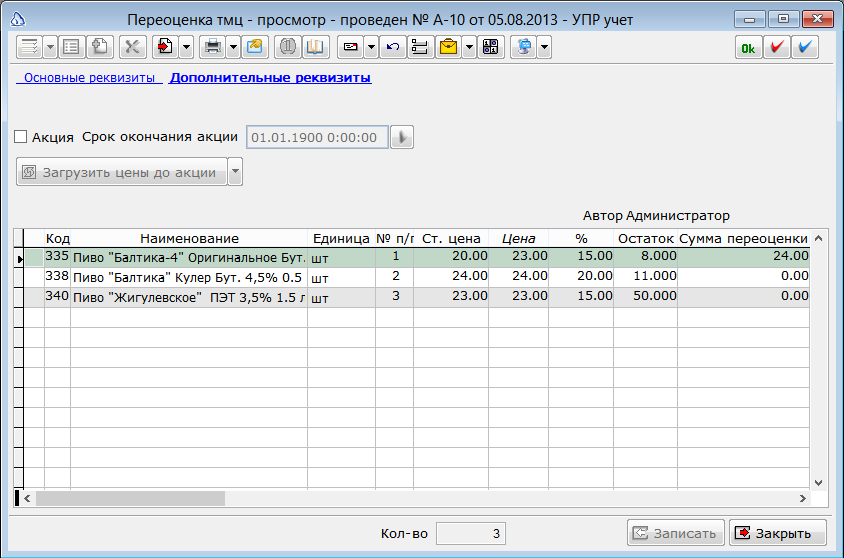 Переоценка тмц - просмотр - проведен № А-10 от 05.08.2013 - УПР учет
Ok
Основные реквизиты Дополнительные реквизиты
Акция Срок окончания акции 01.01.1900 0:00:00
Загрузить цены до акции
Автор Администратор
Код Наименование Единица № п/п Ст. цена Цена % Остаток Сумма переоценки
335 Пиво "Балтика-4" Оригинальное Бут. шт 1 20.00 23.00 15.00 8.000 24.00
338 Пиво "Балтика" Кулер Бут. 4,5% 0.5 шт 2 24.00 24.00 20.00 11.000 0.00
340 Пиво "Жигулевское" ПЭТ 3,5% 1.5 л шт 3 23.00 23.00 15.00 50.000 0.00
Кол-во 3 Записать Закрыть